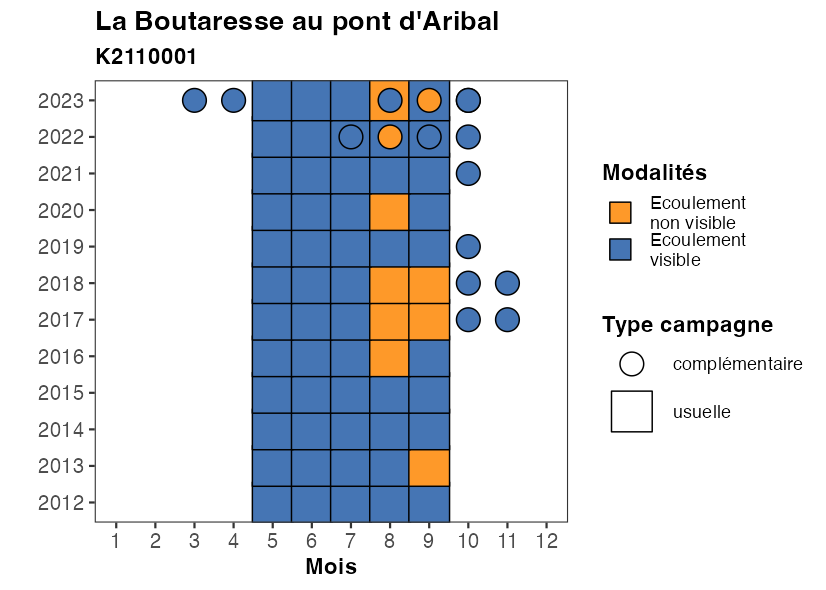 La Boutaresse au pont d'Aribal
K2110001
2023
2022
2021
2020
2019
2018
2017
2016
2015
2014
2013
2012
1 2 3 4 5 6 7 8 9 10 11 12
Mois
Modalités
Ecoulement
non visible
Ecoulement
visible
Type campagne
complémentaire
usuelle